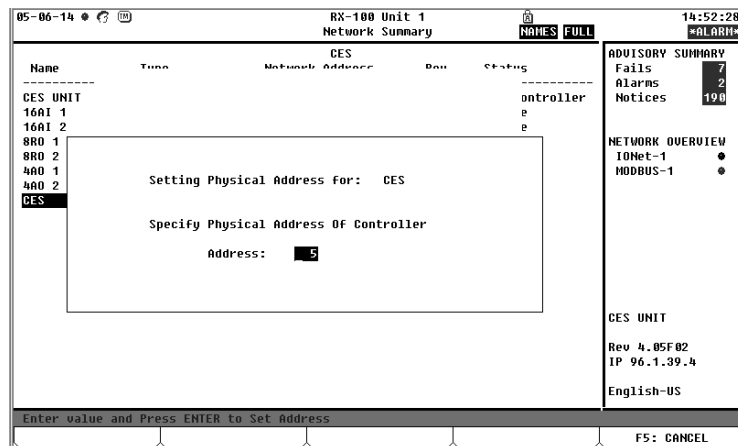 05-06-14
RX-100 Unit 1
14:52:28
Network Summary
NAMES FULL
*ALARM*
CES
Name Type Network Address Rev Status
----------
CES UNIT
ontroller
16AI 1
e
16AI 2
e
8RO 1
8RO 2
4AO 1
4AO 2
CES
Setting Physical Address for: CES
Specify Physical Address Of Controller
Address: 5
ADVISORY SUMMARY
Fails 7
Alarms 2
Notices 190
NETWORK OVERVIEW
IONet-1
MODBUS-1
CES UNIT
Rev 4.05F02
IP 96.1.39.4
English-US
Enter value and Press ENTER to Set Address
F5: CANCEL